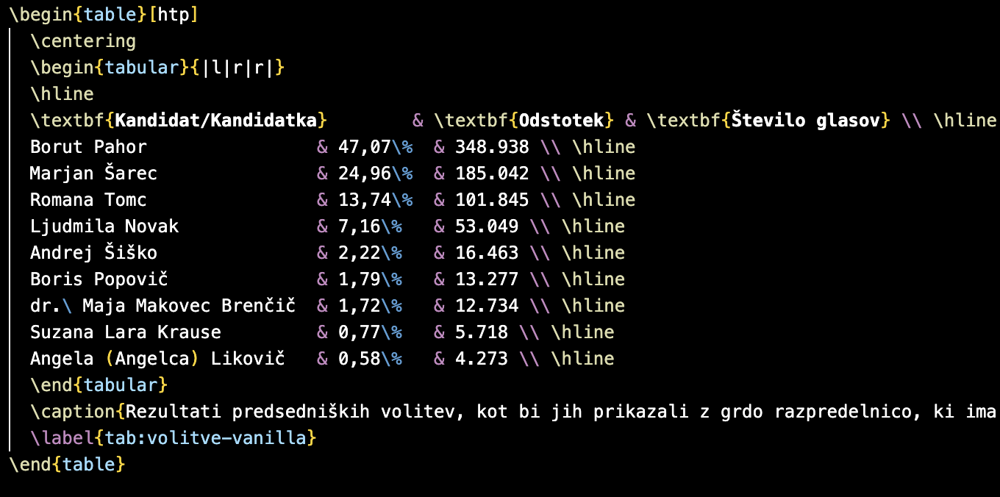 \begin{table}[htp]
\centering
\begin{tabular}{|l|r|r|}
\hline
\textbf{Kandidat/Kandidatka} & \textbf{Odstotek} & \textbf{Število glasov} \\ \hline
Borut Pahor & 47,07\% & 348.938 \\ \hline
Marjan Šarec & 24,96\% & 185.042 \\ \hline
Romana Tomc & 13,74\% & 101.845 \\ \hline
Ljudmila Novak & 7,16\% & 53.049 \\ \hline
Andrej Šiško & 2,22\% & 16.463 \\ \hline
Boris Popovič & 1,79\% & 13.277 \\ \hline
dr.\ Maja Makovec Brenčič & 1,72\% & 12.734 \\ \hline
Suzana Lara Krause & 0,77\% & 5.718 \\ \hline
Angela (Angelca) Likovič & 0,58\% & 4.273 \\ \hline
\end{tabular}
\caption{Rezultati predsedniških volitev, kot bi jih prikazali z grdo razpredelnico, ki ima
\label{tab:volitve-vanilla}
\end{table}